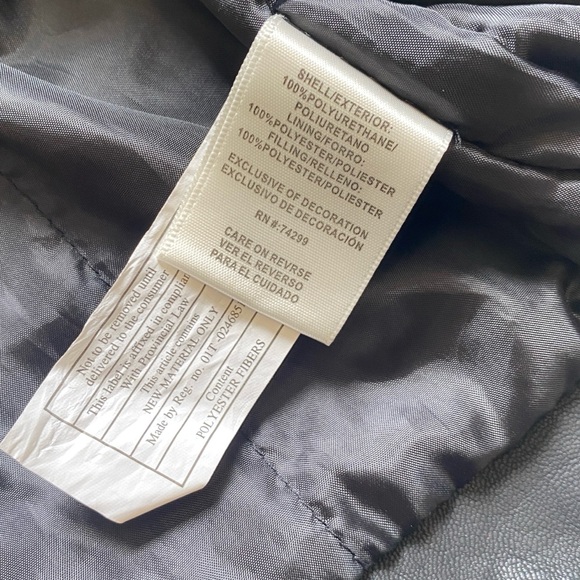 SHELL/EXTERIOR:
100%POLYURETHANE/
POLIURETANO
LINING/FORRO:
100%POLYESTER/POLIESTER
FILLING/RELLENO:
100%POLYESTER/POLIESTER
EXCLUSIVE OF DECORATION
EXCLUSIVO DE DECORACIÓN
RN #:74299
CARE ON REVRSE
VER EL REVERSO
PARA EL CUIDADO
Not to be removed until
delivered to the consumer
This label is affixed in complian
With Provincial Law
This article contains
NEW MATERIAL ONLY
Made by Reg. no: 01T -024685
Content
POLYESTER FIBERS